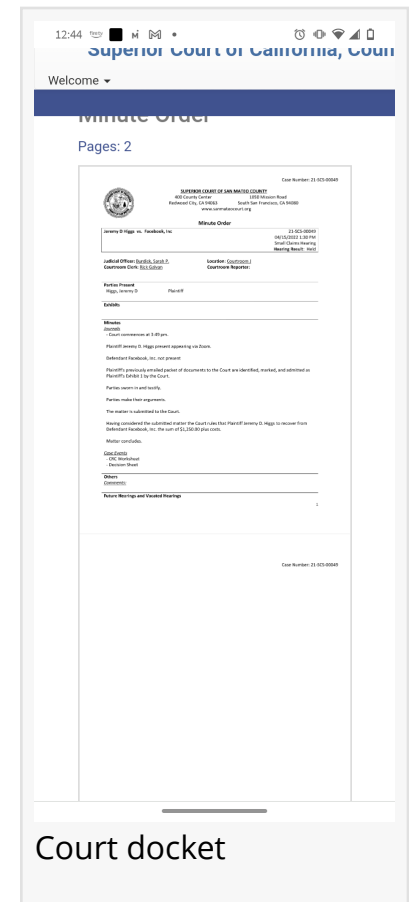 12:44
Superior Court of California, Coun
Welcome
Minute Order
Pages: 2
Case Number: 21-SCS-00049
SUPERIOR COURT OF SAN MATEO COUNTY
400 County Center 1050 Mission Road
Redwood City, CA 94063 South San Francisco, CA 94080
www.sanmateocourt.org
Minute Order
Jeremy D Higgs vs. Facebook, Inc 21-SCS-00049
04/15/2022 1:30 PM
Small Claims Hearing
Hearing Result: Held
Judicial Officer: Burdick, Sarah P. Location: Courtroom J
Courtroom Clerk: Rico Galvan Courtroom Reporter:
Parties Present
Higgs, Jeremy D Plaintiff
Exhibits
Minutes
Journals
- Court commences at 3:49 pm.
Plaintiff Jeremy D. Higgs present appearing via Zoom.
Defendant Facebook, Inc. not present
Plaintiff's previously emailed packet of documents to the Court are identified, marked, and admitted as
Plaintiff's Exhibit 1 by the Court.
Parties sworn in and testify.
Parties make their arguments.
The matter is submitted to the Court.
Having considered the submitted matter the Court rules that Plaintiff Jeremy D. Higgs to recover from
Defendant Facebook, Inc. the sum of $1,250.00 plus costs.
Matter concludes.
Case Events
- CRC Worksheet
- Decision Sheet
Others
Comments:
Future Hearings and Vacated Hearings
1
Case Number: 21-SCS-00049
Court docket